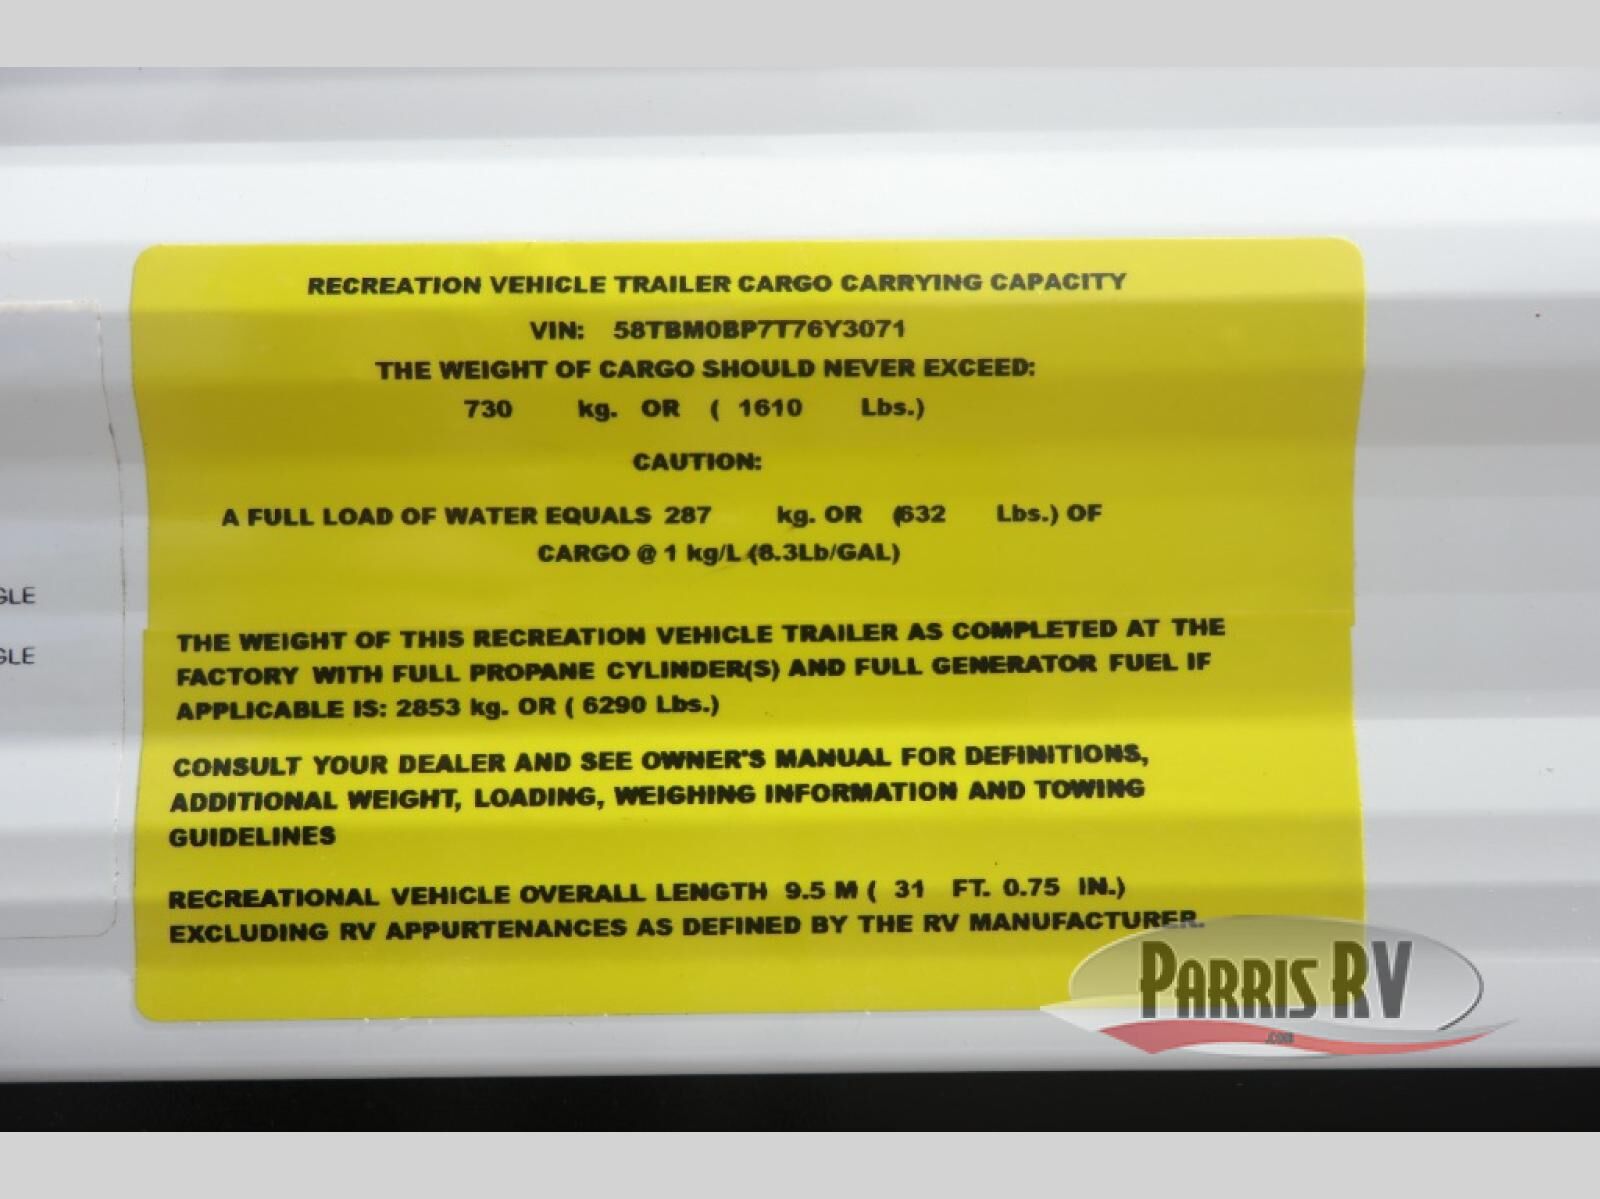 RECREATION VEHICLE TRAILER CARGO CARRYING CAPACITY
VIN: 58TBM0BP7T76Y3071
THE WEIGHT OF CARGO SHOULD NEVER EXCEED:
730 kg. OR ( 1610 Lbs.)
CAUTION:
A FULL LOAD OF WATER EQUALS 287 kg. OR (632 Lbs.) OF
CARGO @ 1 kg/L (8.3Lb/GAL)
GLE
GLE
THE WEIGHT OF THIS RECREATION VEHICLE TRAILER AS COMPLETED AT THE
FACTORY WITH FULL PROPANE CYLINDER(S) AND FULL GENERATOR FUEL IF
APPLICABLE IS: 2853 kg. OR ( 6290 Lbs.)
CONSULT YOUR DEALER AND SEE OWNER'S MANUAL FOR DEFINITIONS,
ADDITIONAL WEIGHT, LOADING, WEIGHING INFORMATION AND TOWING
GUIDELINES
RECREATIONAL VEHICLE OVERALL LENGTH 9.5 M ( 31 FT. 0.75 IN.)
EXCLUDING RV APPURTENANCES AS DEFINED BY THE RV MANUFACTURER.
PARRIS RV
.COM